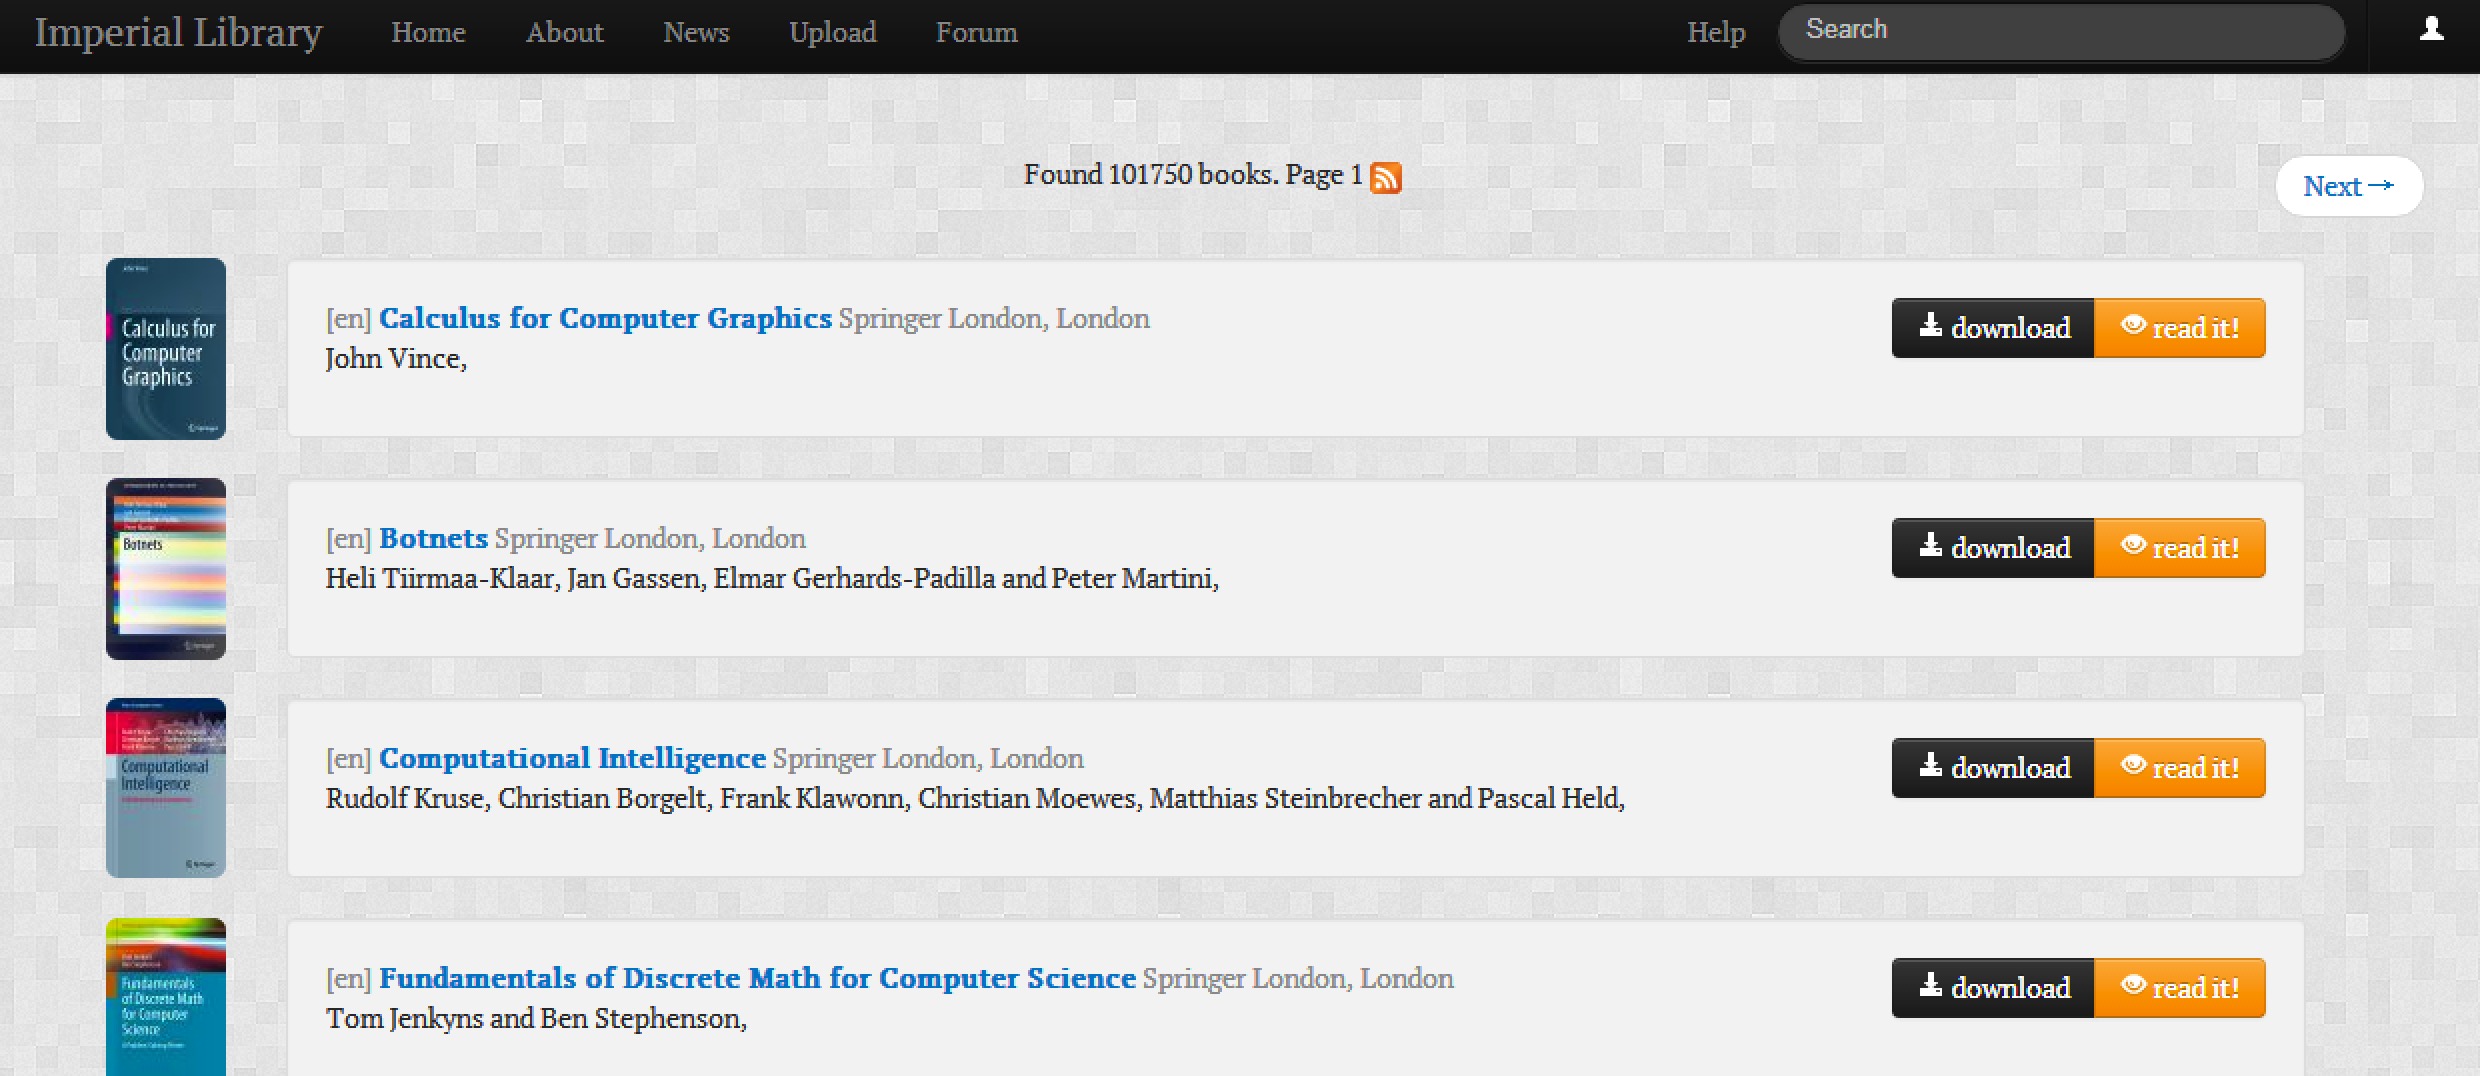 Imperial Library Home About News Upload Forum Help Search
Found 101750 books. Page 1
Next→
Calculus for
Computer
Graphics
Springer
[en] Calculus for Computer Graphics Springer London, London
John Vince,
download read it!
Botnets
Springer
[en] Botnets Springer London, London
Heli Tiirmaa-Klaar, Jan Gassen, Elmar Gerhards-Padilla and Peter Martini,
download read it!
Computational
Intelligence
Springer
[en] Computational Intelligence Springer London, London
Rudolf Kruse, Christian Borgelt, Frank Klawonn, Christian Moewes, Matthias Steinbrecher and Pascal Held,
download read it!
Fundamentals
of Discrete Math
for Computer
Science
[en] Fundamentals of Discrete Math for Computer Science Springer London, London
Tom Jenkyns and Ben Stephenson,
download read it!